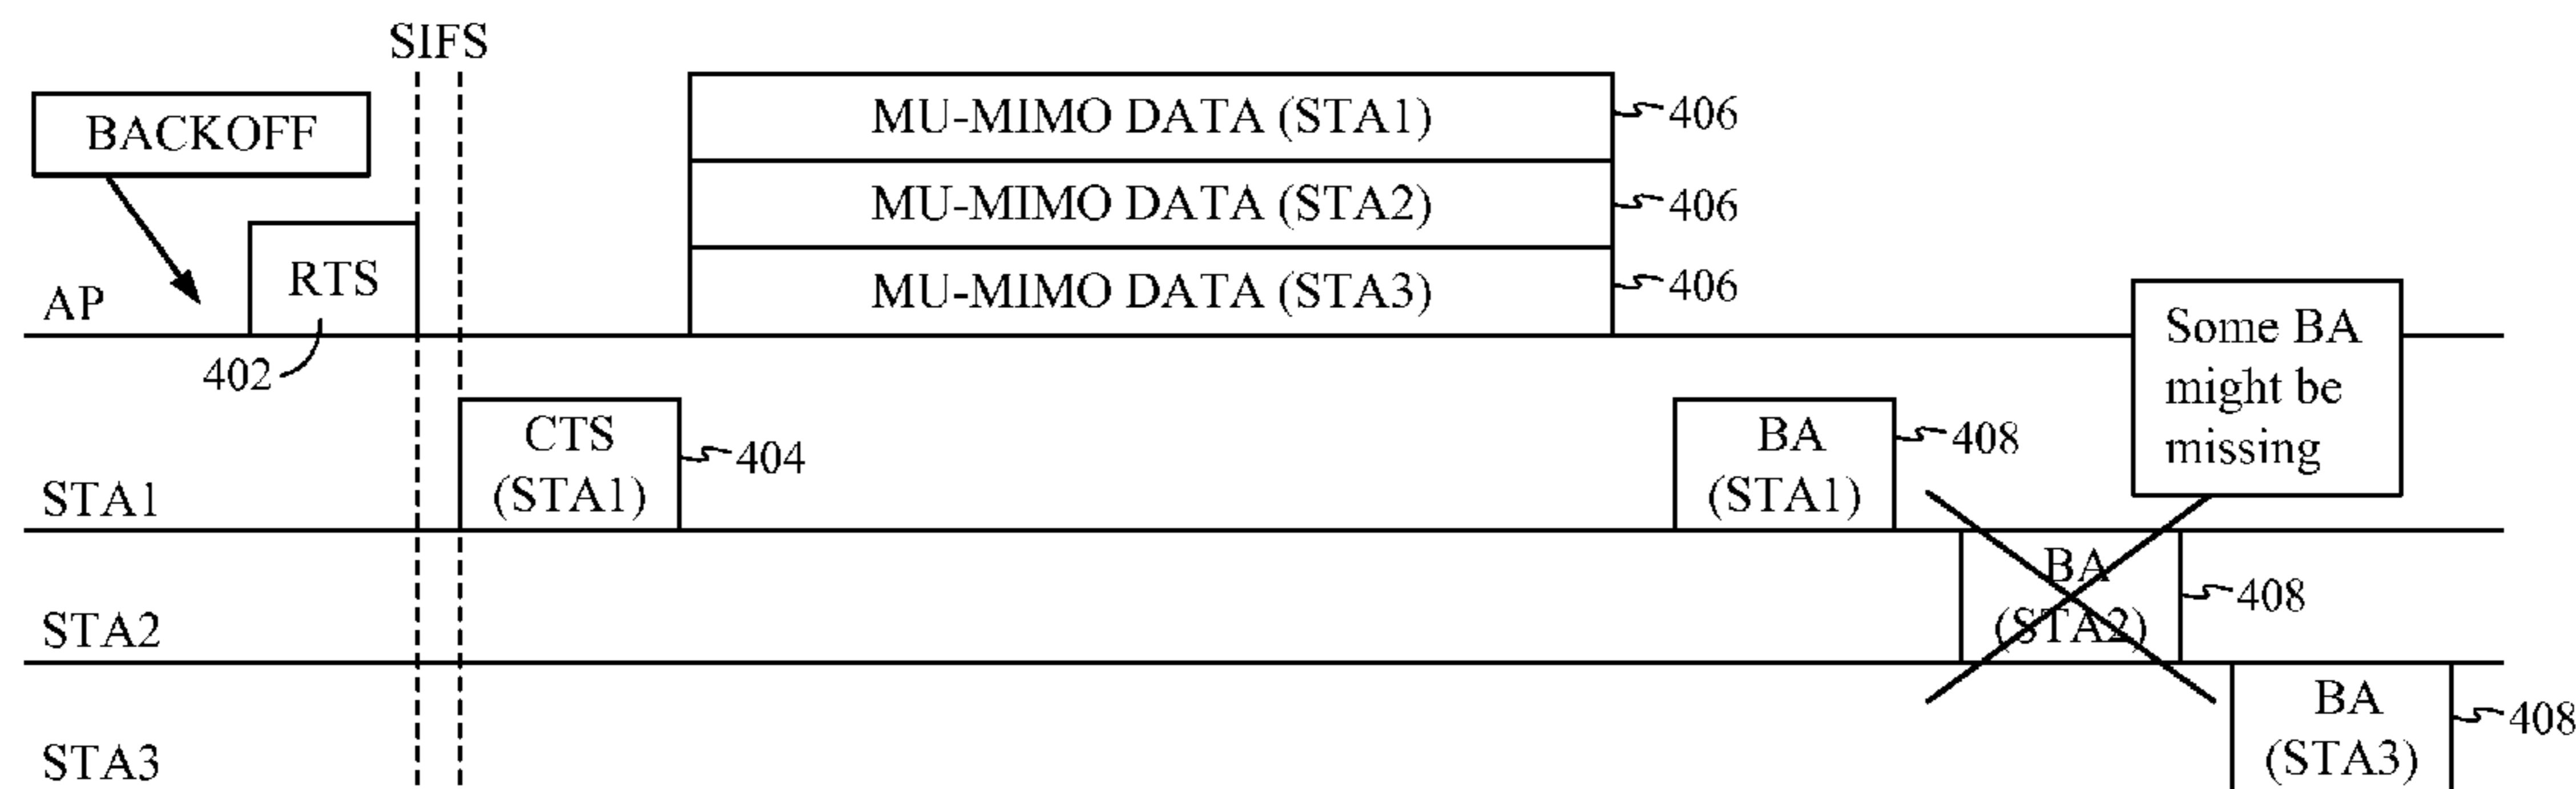 SIFS
BACKOFF
MU-MIMO DATA (STA1)
406
MU-MIMO DATA (STA2)
406
MU-MIMO DATA (STA3)
406
RTS
AP
402
Some BA
might be
missing
CTS
(STA1)
404
BA
(STA1)
408
STA1
BA
(STA2)
408
STA2
BA
(STA3)
408
STA3